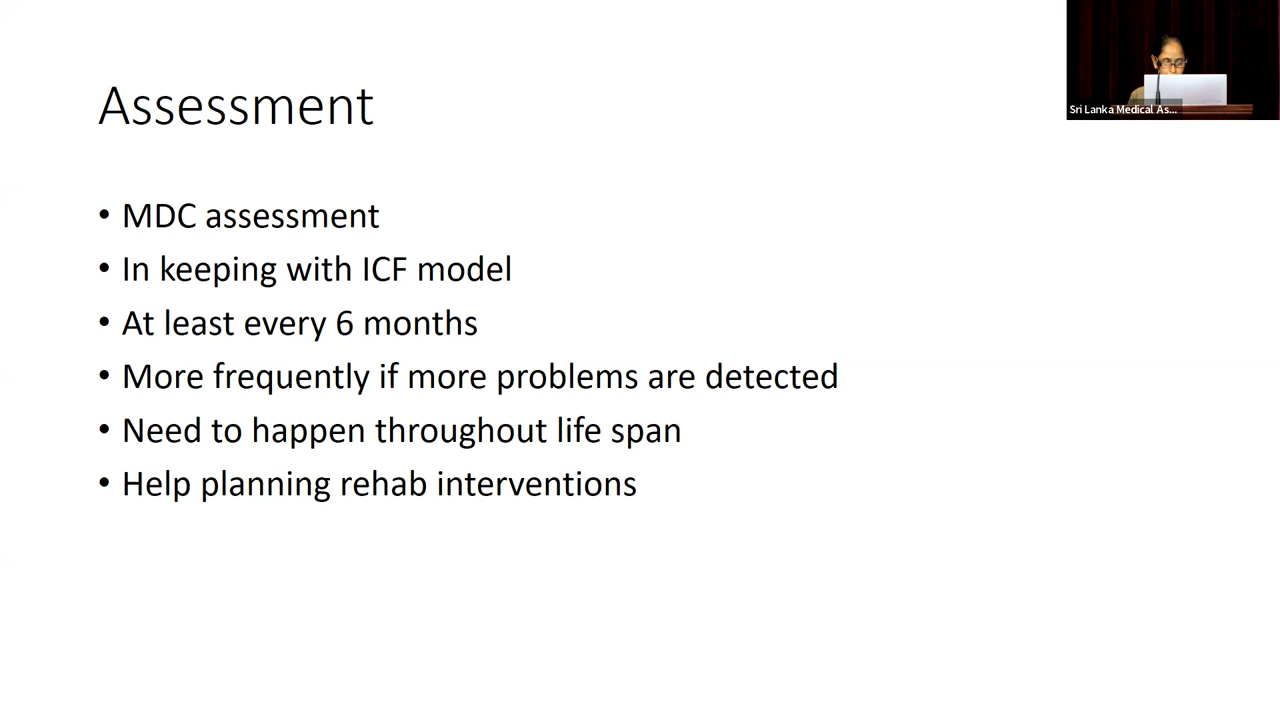 Assessment
Sri Lanka Medical As...
• MDC assessment
• In keeping with ICF model
• At least every 6 months
• More frequently if more problems are detected
• Need to happen throughout life span
• Help planning rehab interventions